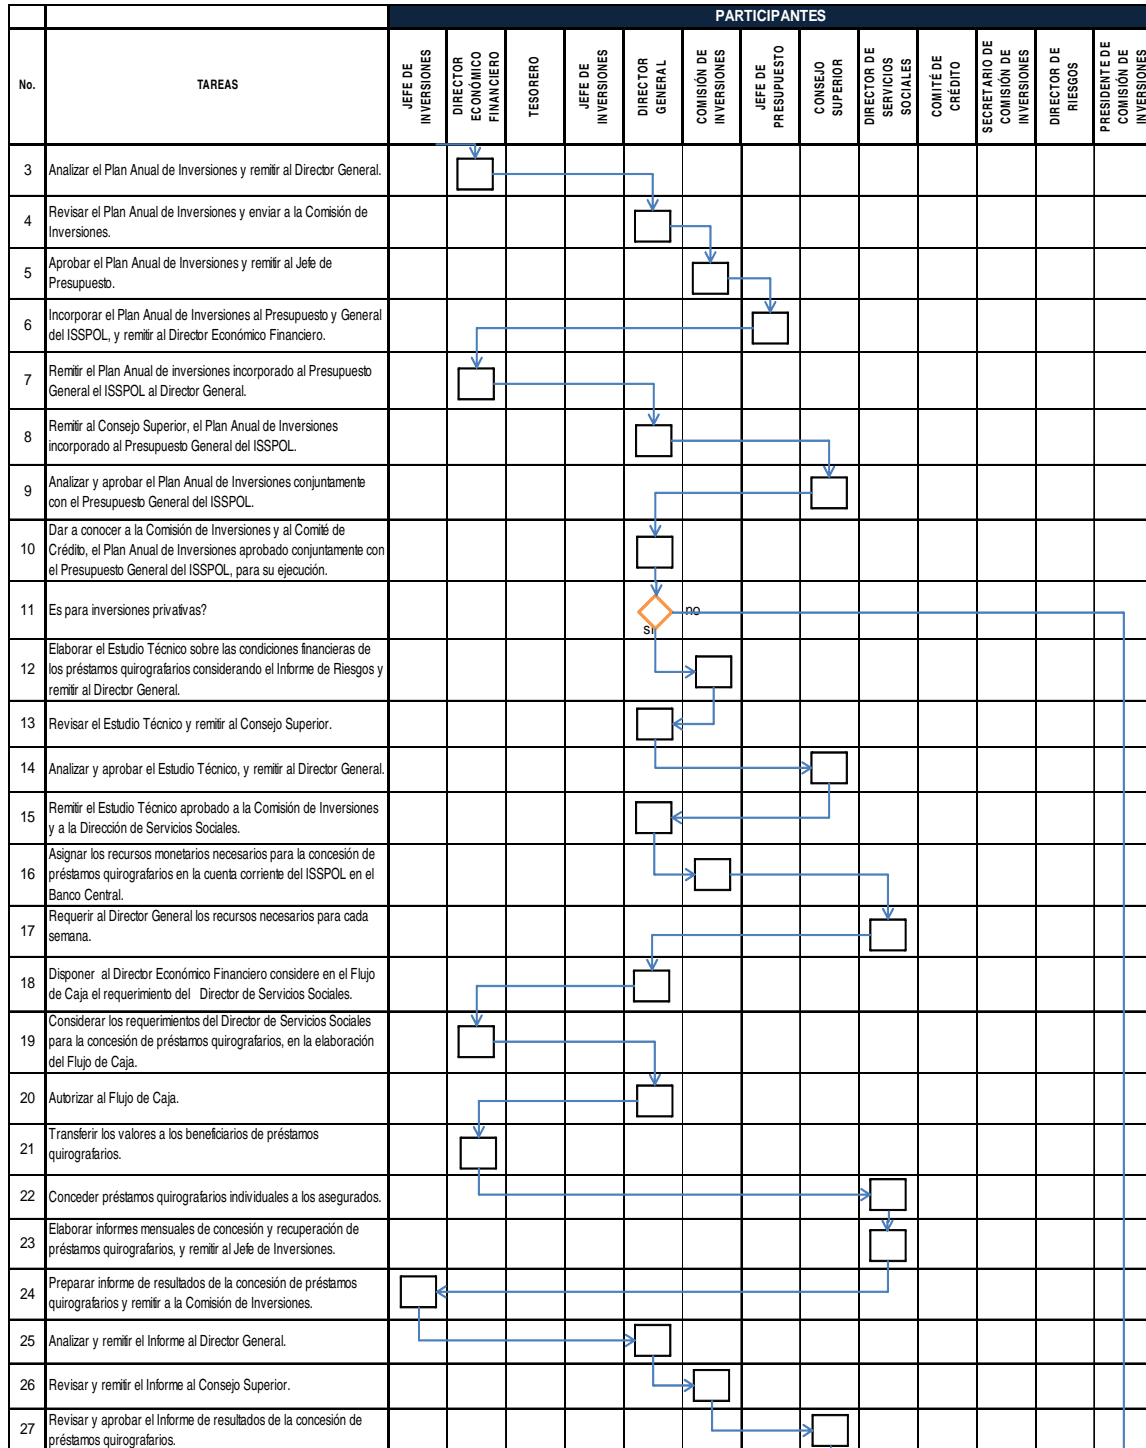 PARTICIPANTES
No.
TAREAS
JEFE DE
INVERSIONES
DIRECTOR
ECONÓMICO
FINANCIERO
TESORERO
JEFE DE
INVERSIONES
DIRECTOR
GENERAL
COMISIÓN DE
INVERSIONES
JEFE DE
PRESUPUESTO
CONSEJO
SUPERIOR
DIRECTOR DE
SERVICIOS
SOCIALES
COMITÉ DE
CRÉDITO
SECRETARIO DE
COMISIÓN DE
INVERSIONES
DIRECTOR DE
RIESGOS
PRESIDENTE DE
COMISIÓN DE
INVERSIONES
3
Analizar el Plan Anual de Inversiones y remitir al Director General.
4
Revisar el Plan Anual de Inversiones y enviar a la Comisión de
Inversiones.
5
Aprobar el Plan Anual de Inversiones y remitir al Jefe de
Presupuesto.
6
Incorporar el Plan Anual de Inversiones al Presupuesto y General
del ISSPOL, y remitir al Director Económico Financiero.
7
Remitir el Plan Anual de inversiones incorporado al Presupuesto
General el ISSPOL al Director General.
8
Remitir al Consejo Superior, el Plan Anual de Inversiones
incorporado al Presupuesto General del ISSPOL.
9
Analizar y aprobar el Plan Anual de Inversiones conjuntamente
con el Presupuesto General del ISSPOL.
10
Dar a conocer a la Comisión de Inversiones y al Comité de
Crédito, el Plan Anual de Inversiones aprobado conjuntamente con
el Presupuesto General del ISSPOL, para su ejecución.
11
Es para inversiones privativas?
no
si
12
Elaborar el Estudio Técnico sobre las condiciones financieras de
los préstamos quirografarios considerando el Informe de Riesgos y
remitir al Director General.
13
Revisar el Estudio Técnico y remitir al Consejo Superior.
14
Analizar y aprobar el Estudio Técnico, y remitir al Director General.
15
Remitir el Estudio Técnico aprobado a la Comisión de Inversiones
y a la Dirección de Servicios Sociales.
16
Asignar los recursos monetarios necesarios para la concesión de
préstamos quirografarios en la cuenta corriente del ISSPOL en el
Banco Central.
17
Requerir al Director General los recursos necesarios para cada
semana.
18
Disponer al Director Económico Financiero considere en el Flujo
de Caja el requerimiento del Director de Servicios Sociales.
19
Considerar los requerimientos del Director de Servicios Sociales
para la concesión de préstamos quirografarios, en la elaboración
del Flujo de Caja.
20
Autorizar al Flujo de Caja.
21
Transferir los valores a los beneficiarios de préstamos
quirografarios.
22
Conceder préstamos quirografarios individuales a los asegurados.
23
Elaborar informes mensuales de concesión y recuperación de
préstamos quirografarios, y remitir al Jefe de Inversiones.
24
Preparar informe de resultados de la concesión de préstamos
quirografarios y remitir a la Comisión de Inversiones.
25
Analizar y remitir el Informe al Director General.
26
Revisar y remitir el Informe al Consejo Superior.
27
Revisar y aprobar el Informe de resultados de la concesión de
préstamos quirografarios.